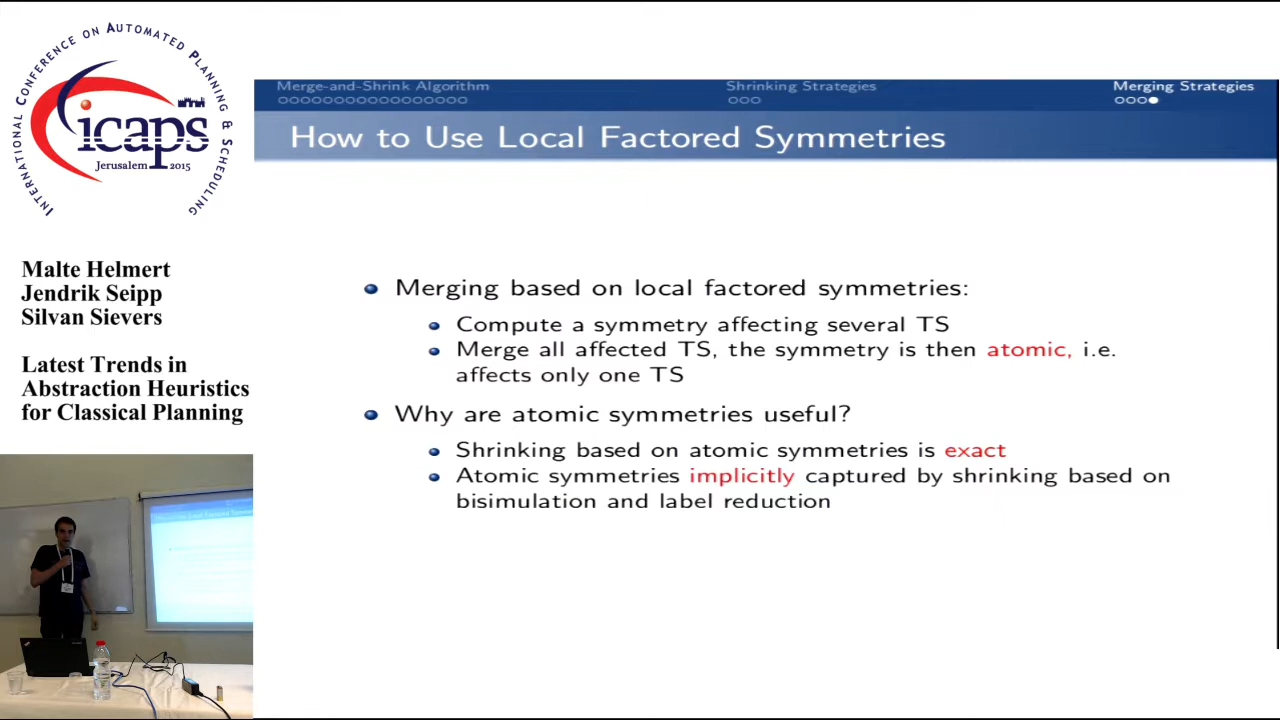 INTERNATIONAL CONFERENCE ON AUTOMATED PLANNING & SCHEDULING
icaps
Jerusalem 2015
Malte Helmert
Jendrik Seipp
Silvan Sievers
Latest Trends in
Abstraction Heuristics
for Classical Planning
Merge-and-Shrink Algorithm
Shrinking Strategies
Merging Strategies
How to Use Local Factored Symmetries
Merging based on local factored symmetries:
Compute a symmetry affecting several TS
Merge all affected TS, the symmetry is then atomic, i.e.
affects only one TS
Why are atomic symmetries useful?
Shrinking based on atomic symmetries is exact
Atomic symmetries implicitly captured by shrinking based on
bisimulation and label reduction